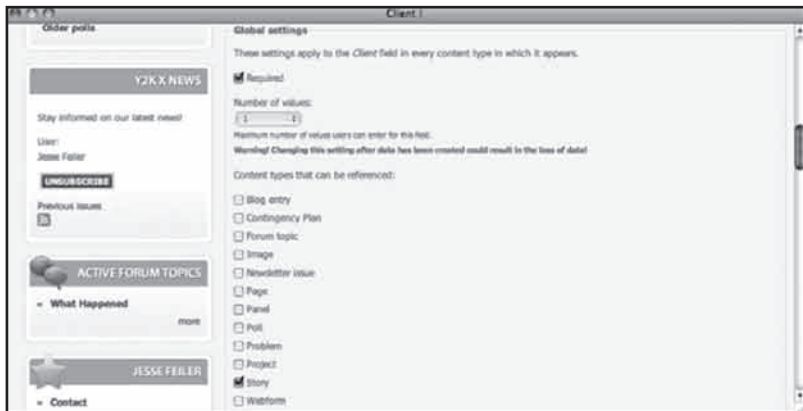 Client |
Older polls
Y2K X NEWS
Stay informed on our latest news!
User:
Jesse Feiler
UNSUBSCRIBE
Previous issues
ACTIVE FORUM TOPICS
What Happened
more
JESSE FEILER
Contact
Global settings
These settings apply to the Client field in every content type in which it appears.
Required
Number of values:
1
Maximum number of values users can enter for this field.
Warning! Changing this setting after data has been created could result in the loss of data!
Content types that can be referenced:
Blog entry
Contingency Plan
Forum topic
Image
Newsletter issue
Page
Panel
Poll
Problem
Project
Story
Webform